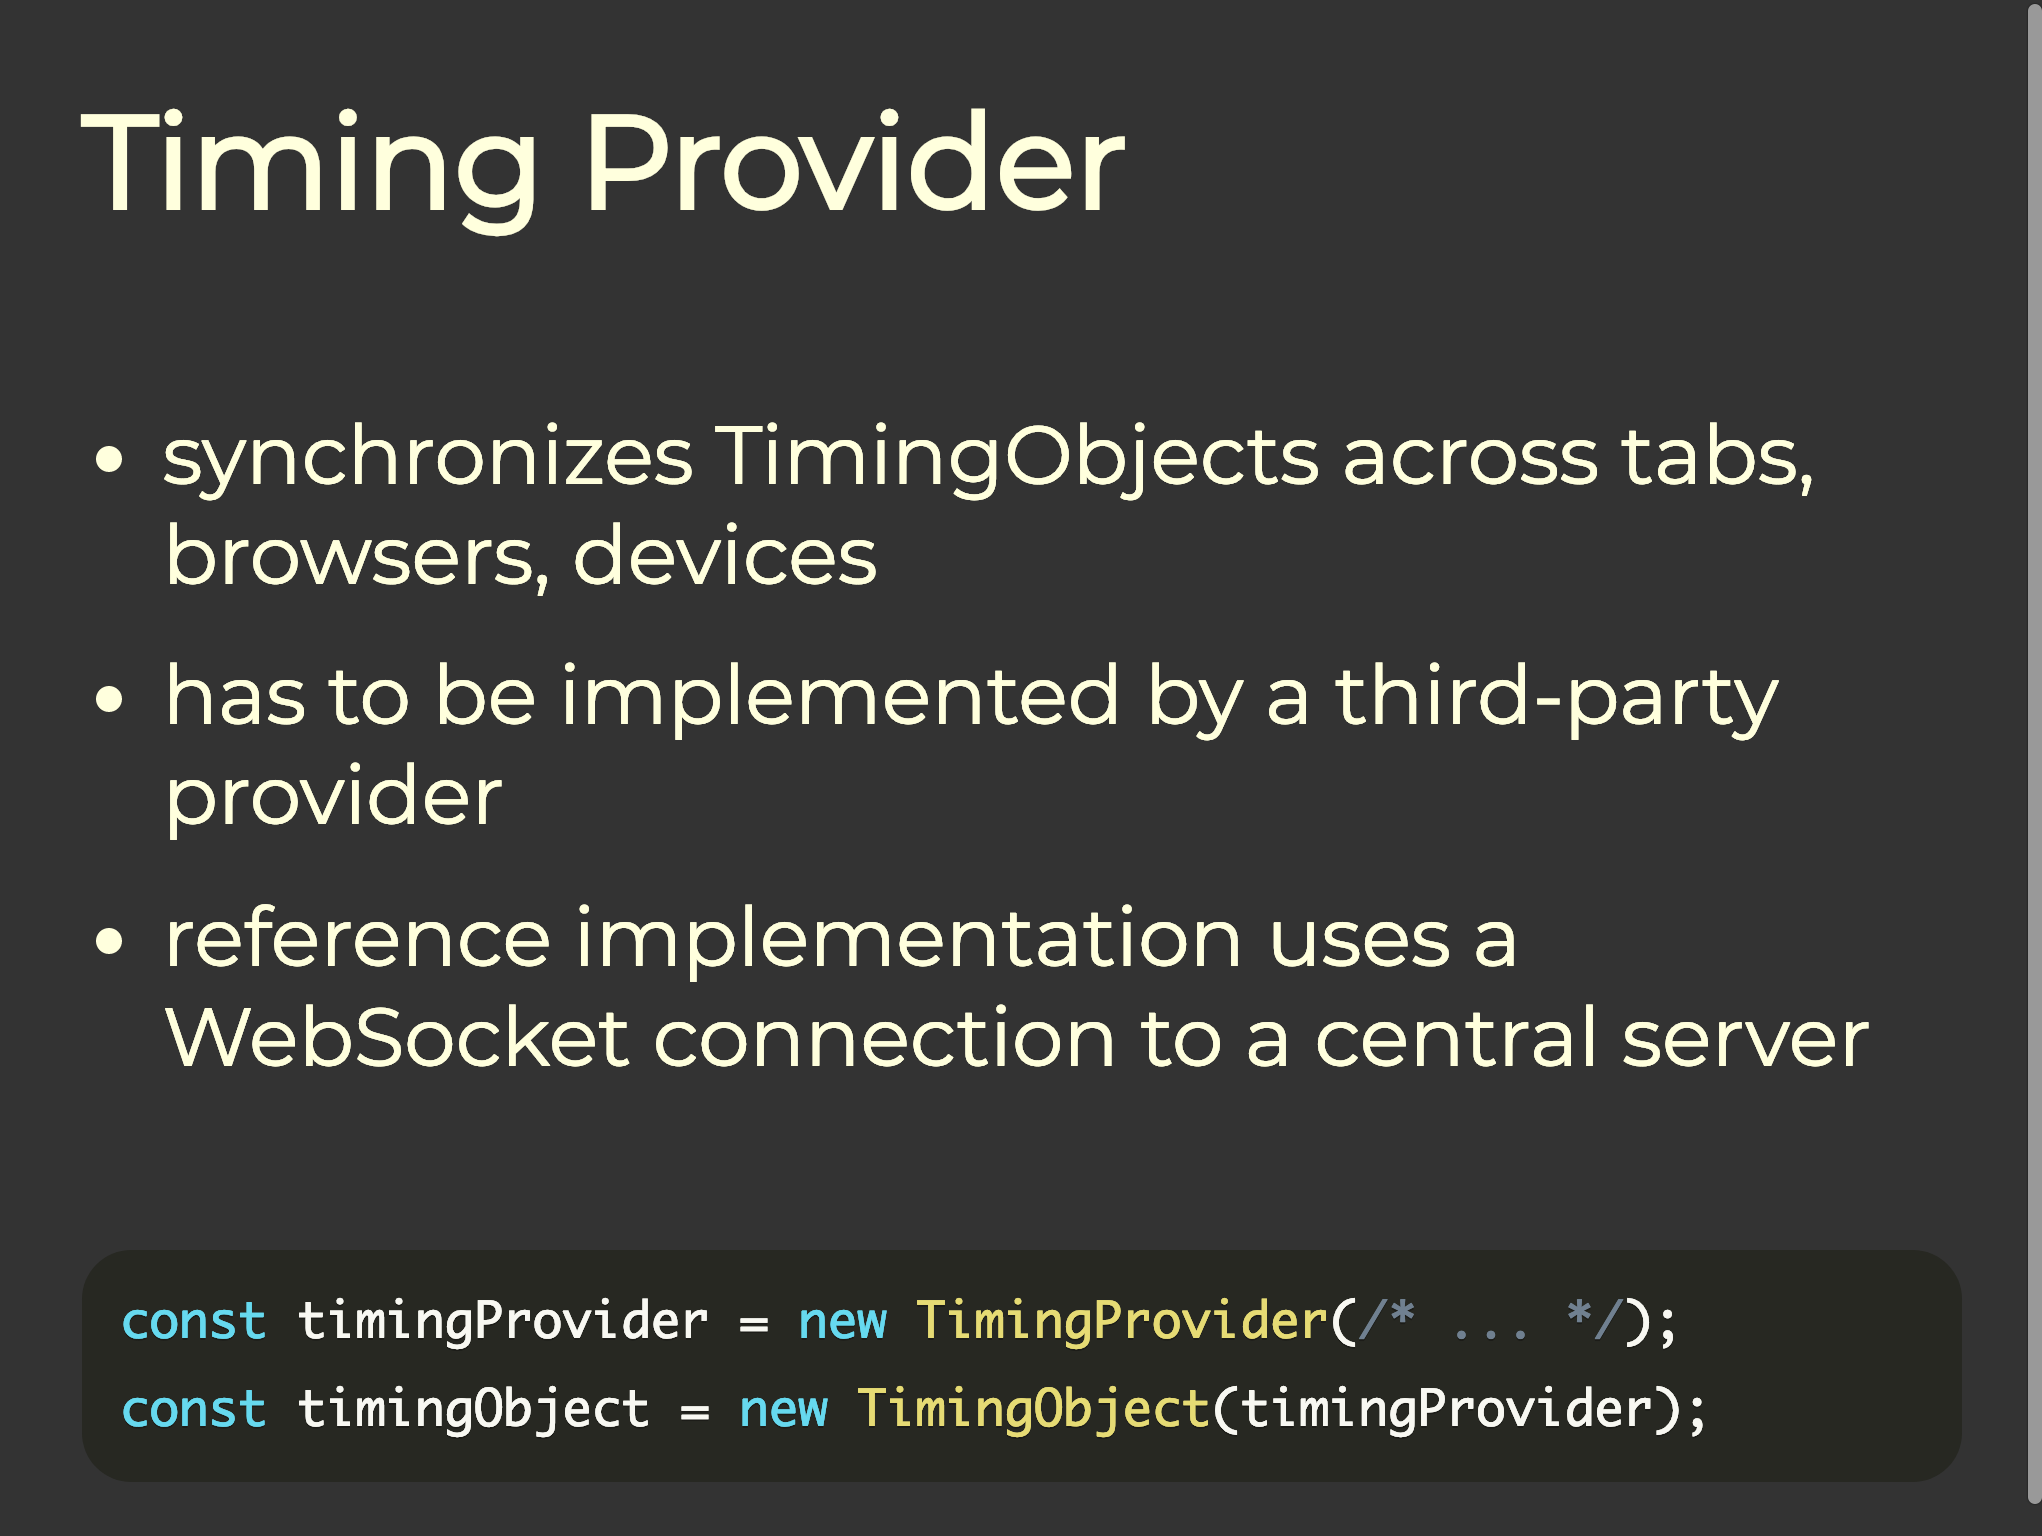 Timing Provider
• synchronizes TimingObjects across tabs,
browsers, devices
• has to be implemented by a third-party
provider
• reference implementation uses a
WebSocket connection to a central server
const timingProvider = new TimingProvider(/* ... */);
const timingObject = new TimingObject(timingProvider);